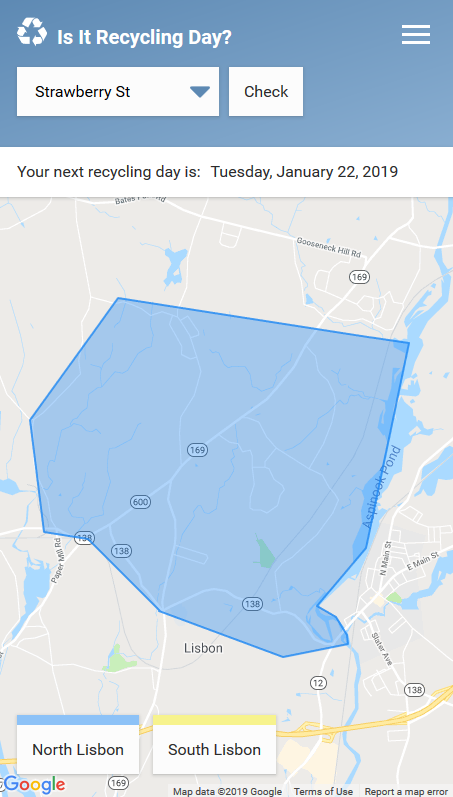 Is It Recycling Day?
Strawberry St
Check
Your next recycling day is: Tuesday, January 22, 2019
Rd
Gooseneck Hill Rd
169
169
Aspinook Pond
600
138
138
Paper Mill Rd
N Main St
E Main St
138
Slater Ave
Lisbon
12
138
North Lisbon
South Lisbon
Google
169
Map data ©2019 Google
Terms of Use
Report a map error